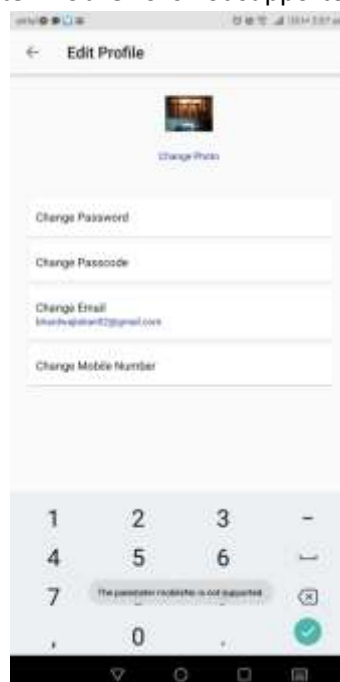 Edit Profile
Change Photo
Change Password
Change Passcode
Change Email
Change Mobile Number
1 2 3 -
4 5 6
7
The parameter mobileNo is not supported.
, 0 .